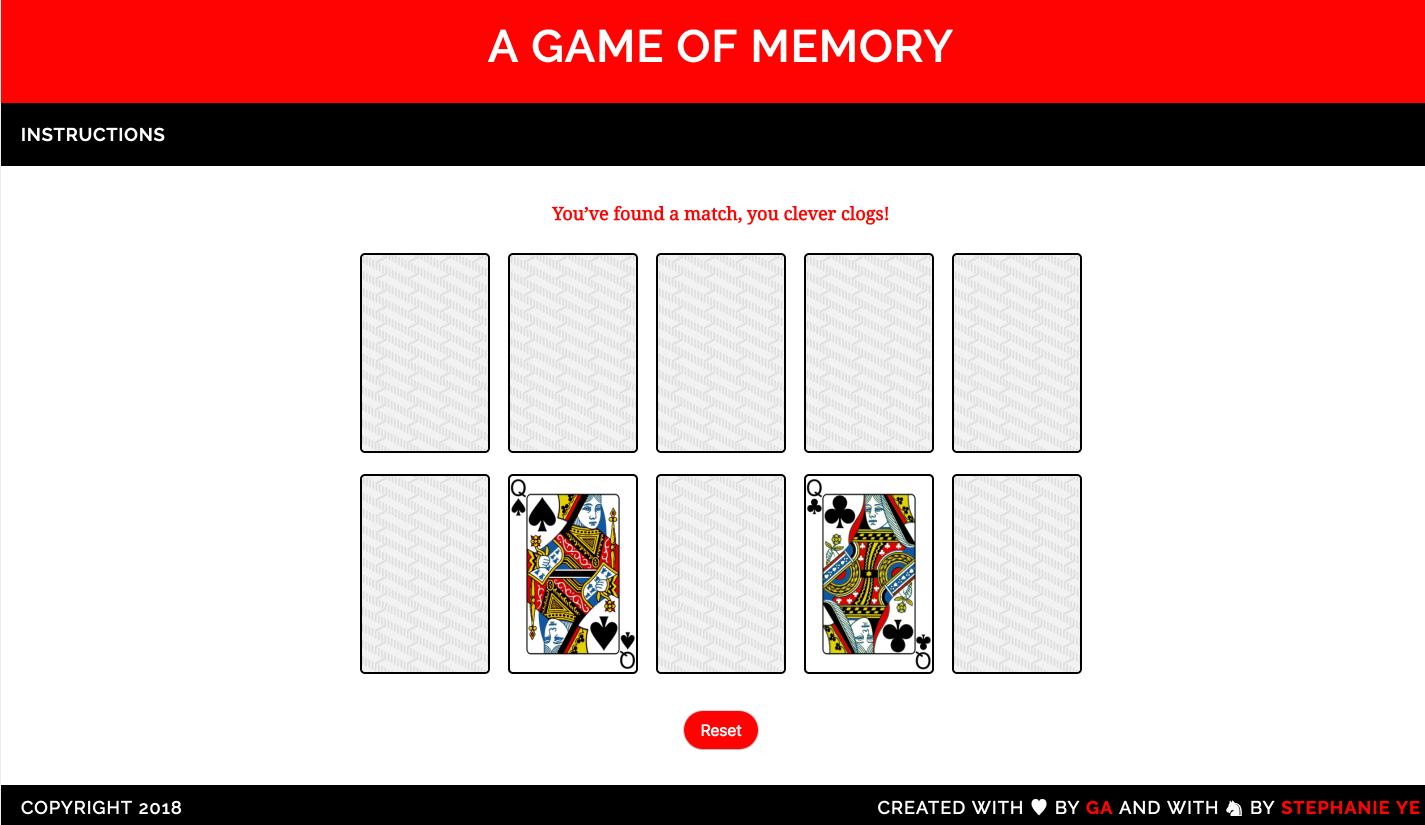 A GAME OF MEMORY
INSTRUCTIONS
You’ve found a match, you clever clogs!
Q
Q
Q
Q
Reset
COPYRIGHT 2018
CREATED WITH ♥ BY GA AND WITH ♞ BY STEPHANIE YE